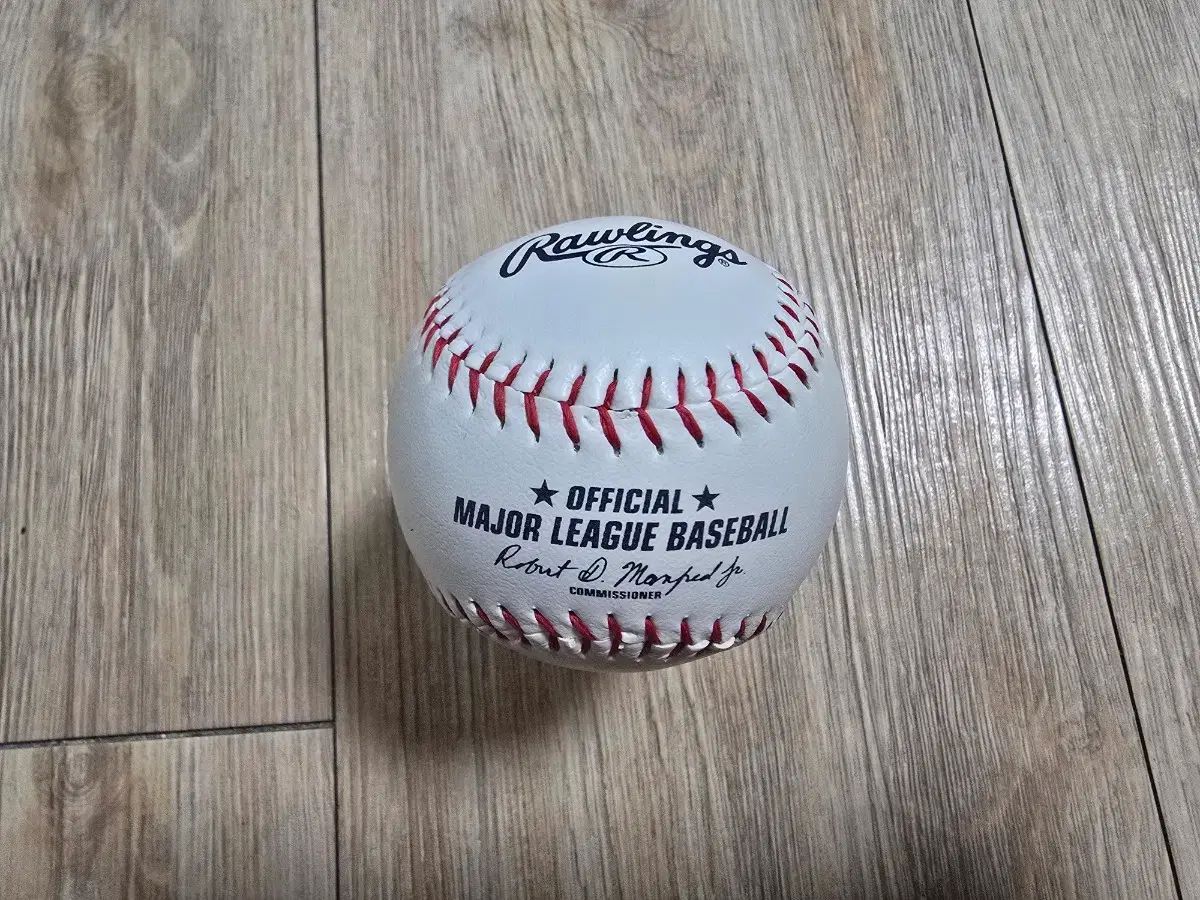 Rawlings®
R
★ OFFICIAL ★
MAJOR LEAGUE BASEBALL
Robert D. Manfred Jr.
COMMISSIONER